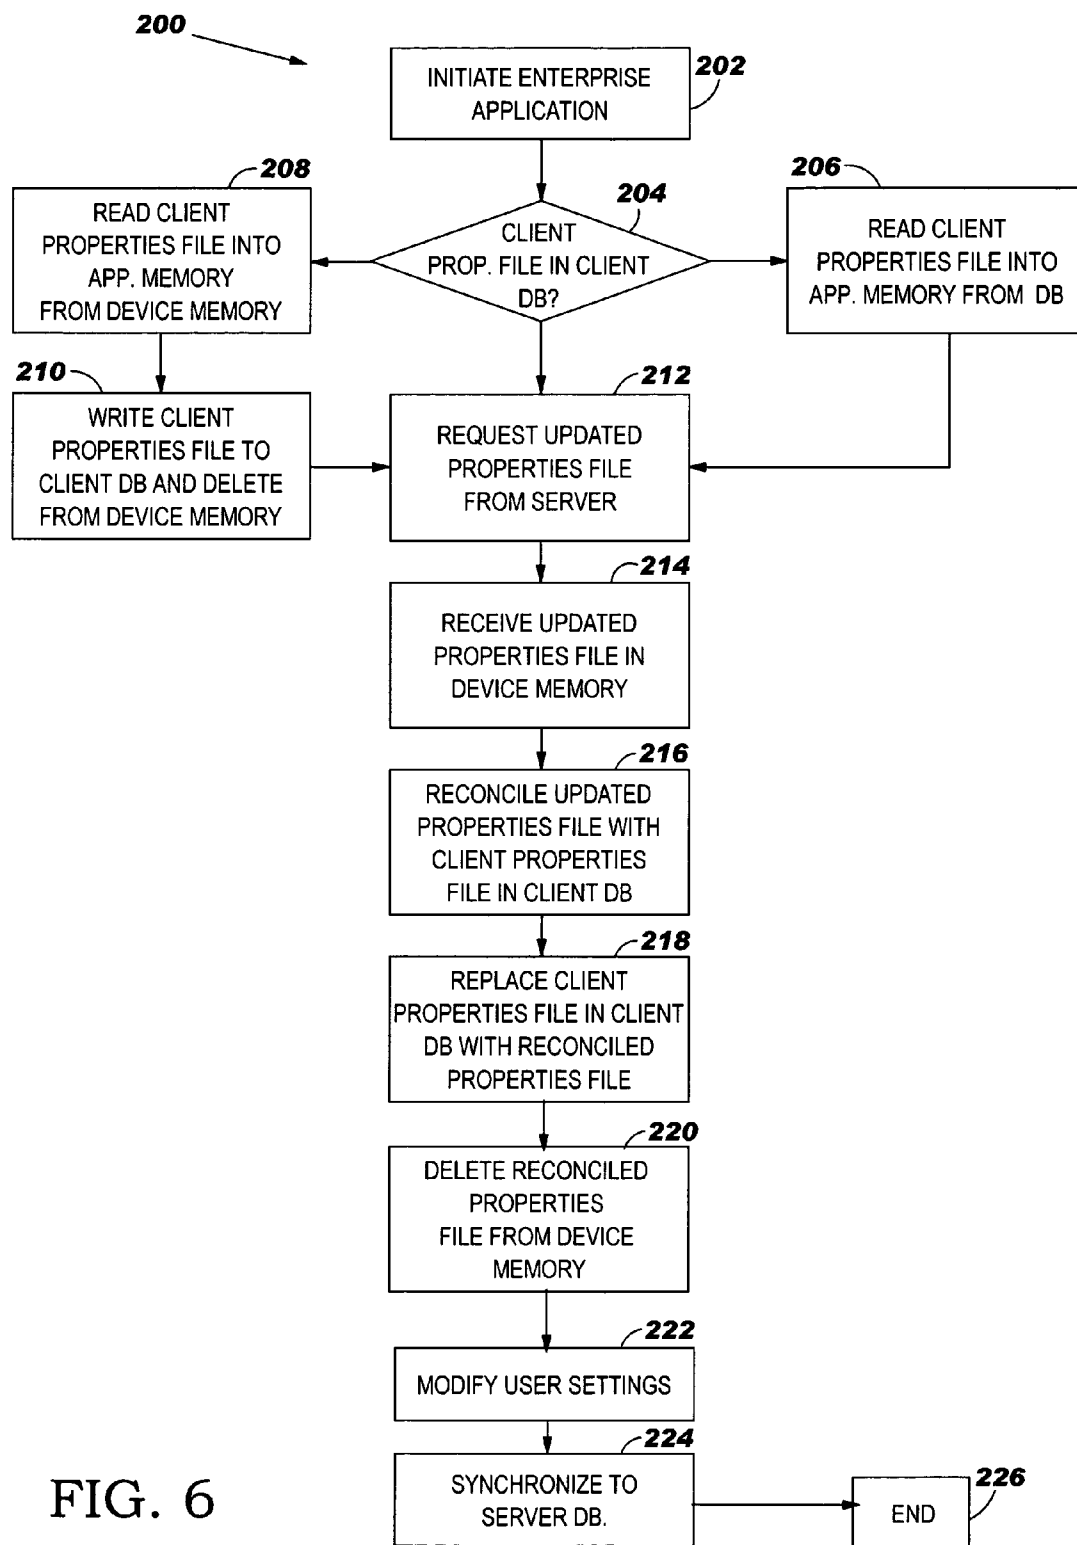 200
INITIATE ENTERPRISE
APPLICATION
202
208
READ CLIENT
PROPERTIES FILE INTO
APP. MEMORY
FROM DEVICE MEMORY
204
CLIENT
PROP. FILE IN CLIENT
DB?
206
READ CLIENT
PROPERTIES FILE INTO
APP. MEMORY FROM DB
210
WRITE CLIENT
PROPERTIES FILE TO
CLIENT DB AND DELETE
FROM DEVICE MEMORY
212
REQUEST UPDATED
PROPERTIES FILE
FROM SERVER
214
RECEIVE UPDATED
PROPERTIES FILE IN
DEVICE MEMORY
216
RECONCILE UPDATED
PROPERTIES FILE WITH
CLIENT PROPERTIES
FILE IN CLIENT DB
218
REPLACE CLIENT
PROPERTIES FILE IN CLIENT
DB WITH RECONCILED
PROPERTIES FILE
220
DELETE RECONCILED
PROPERTIES
FILE FROM DEVICE
MEMORY
222
MODIFY USER SETTINGS
224
SYNCHRONIZE TO
SERVER DB.
END
226
FIG. 6